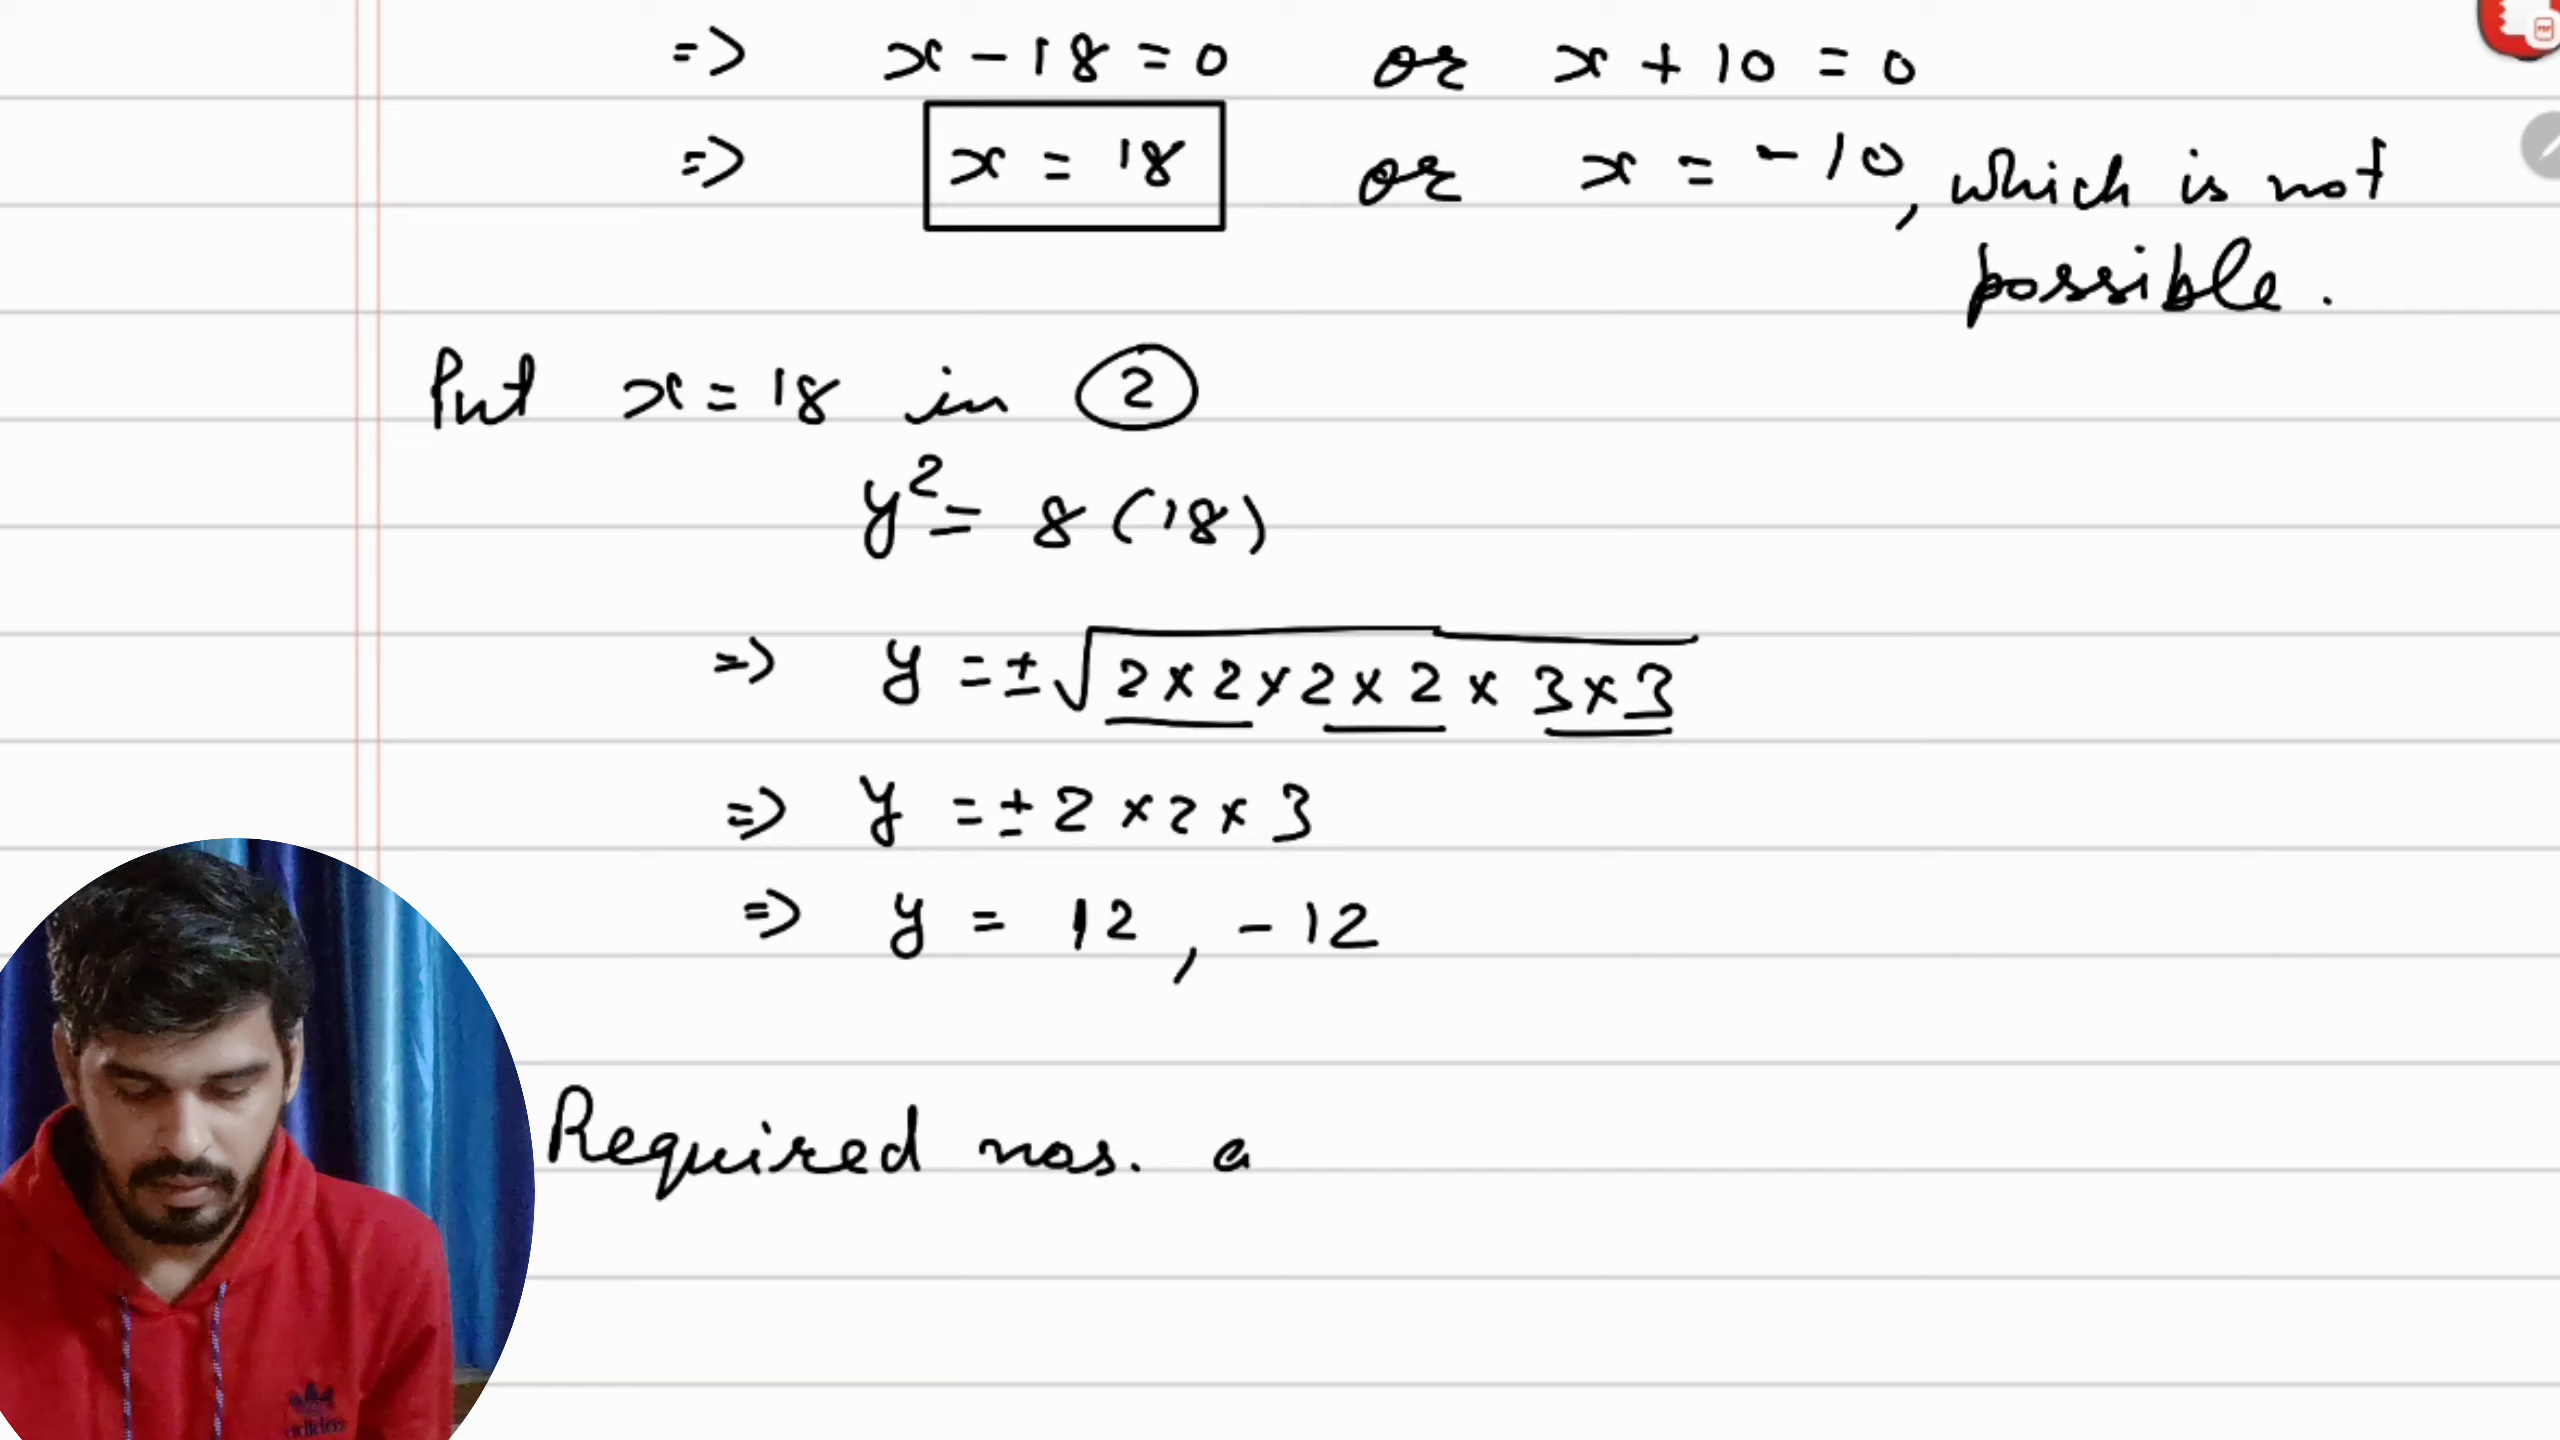 => x - 18 = 0 or x + 10 = 0
=> x = 18 or x = -10, which is not
possible.
Put x = 18 in ②
y² = 8(18)
=> y = ±√2×2×2×2×3×3
=> y = ±2×2×3
=> y = 12, -12
Required nos. a
adidas